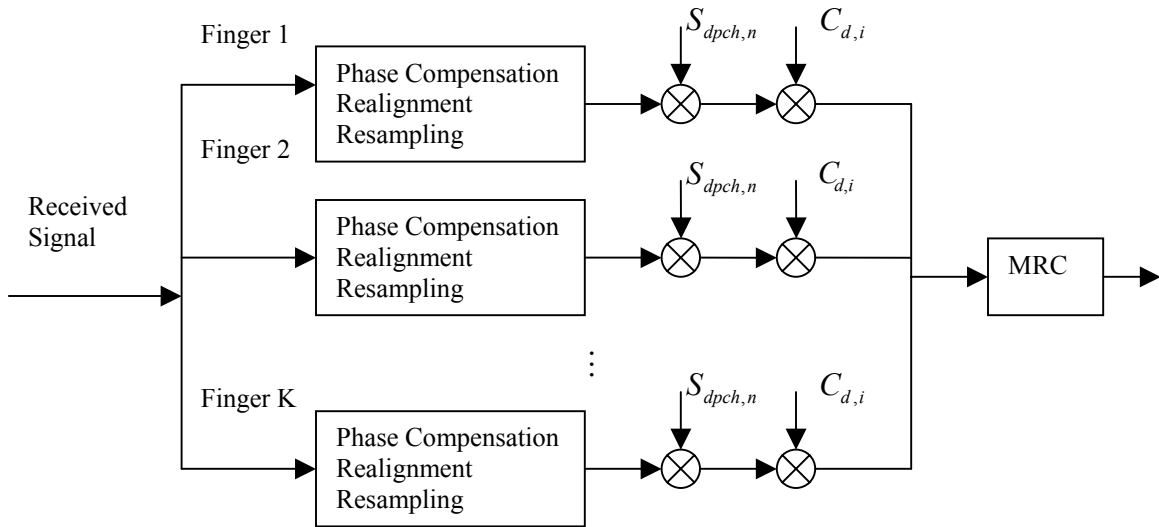 Finger 1
S_{dpch,n}
C_{d,i}
Phase Compensation
Realignment
Resampling
Finger 2
S_{dpch,n}
C_{d,i}
Received
Signal
Phase Compensation
Realignment
Resampling
MRC
⋮
Finger K
S_{dpch,n}
C_{d,i}
Phase Compensation
Realignment
Resampling